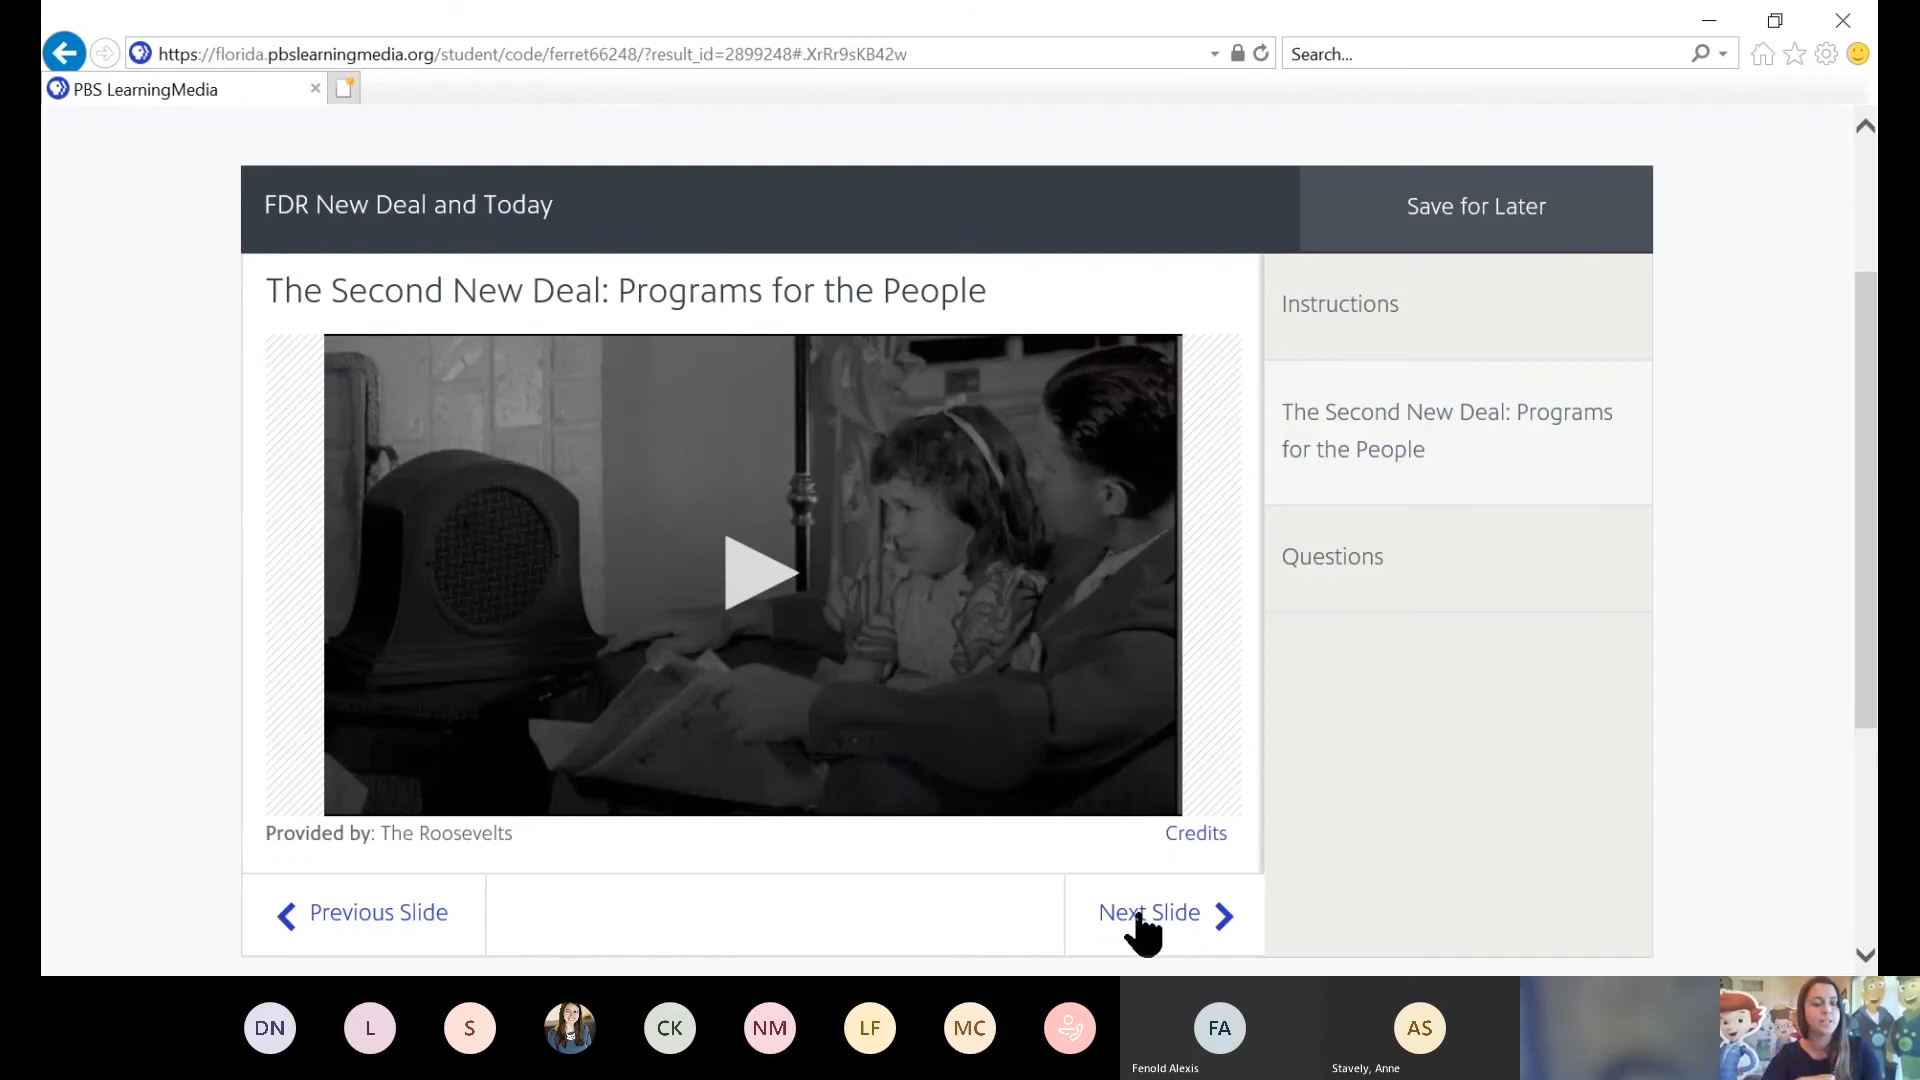 https://florida.pbslearningmedia.org/student/code/ferret66248/?result_id=2899248#.XrRr9sKB42w
Search...
PBS LearningMedia
FDR New Deal and Today
Save for Later
The Second New Deal: Programs for the People
Instructions
The Second New Deal: Programs
for the People
Questions
Provided by: The Roosevelts
Credits
Previous Slide
Next Slide
DN
L
S
CK
NM
LF
MC
FA
AS
Fenold Alexis
Stavely, Anne